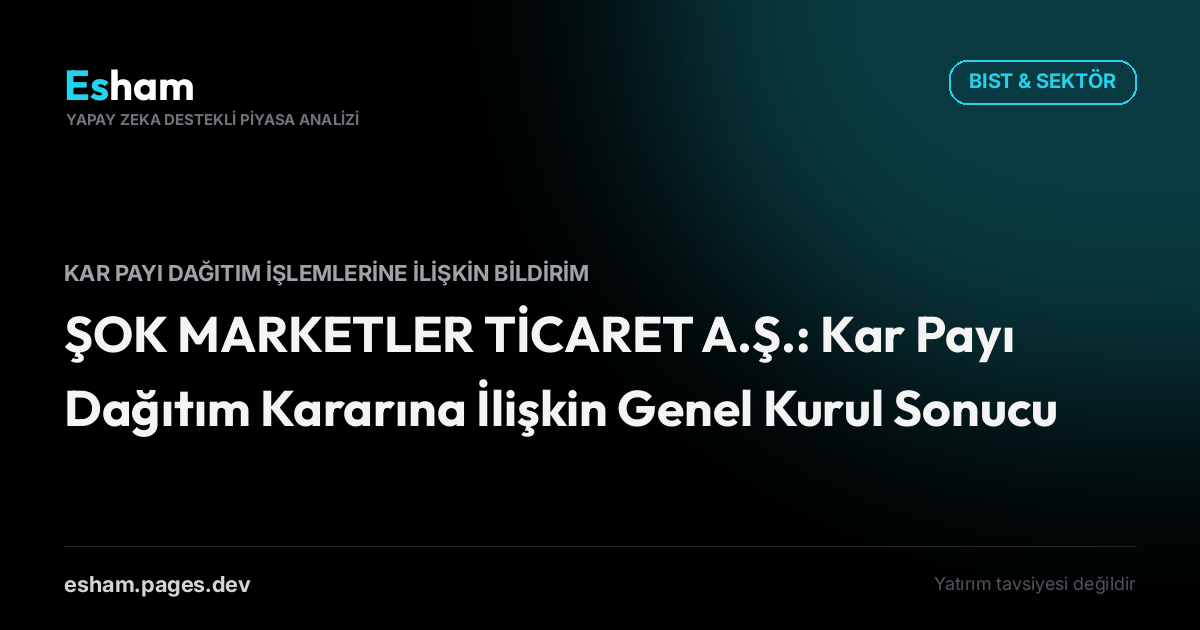 Esham
YAPAY ZEKA DESTEKLİ PİYASA ANALİZİ
BIST & SEKTÖR
KAR PAYI DAĞITIM İŞLEMLERİNE İLİŞKİN BİLDİRİM
ŞOK MARKETLER TİCARET A.Ş.: Kar Payı
Dağıtım Kararına İlişkin Genel Kurul Sonucu
esham.pages.dev
Yatırım tavsiyesi değildir